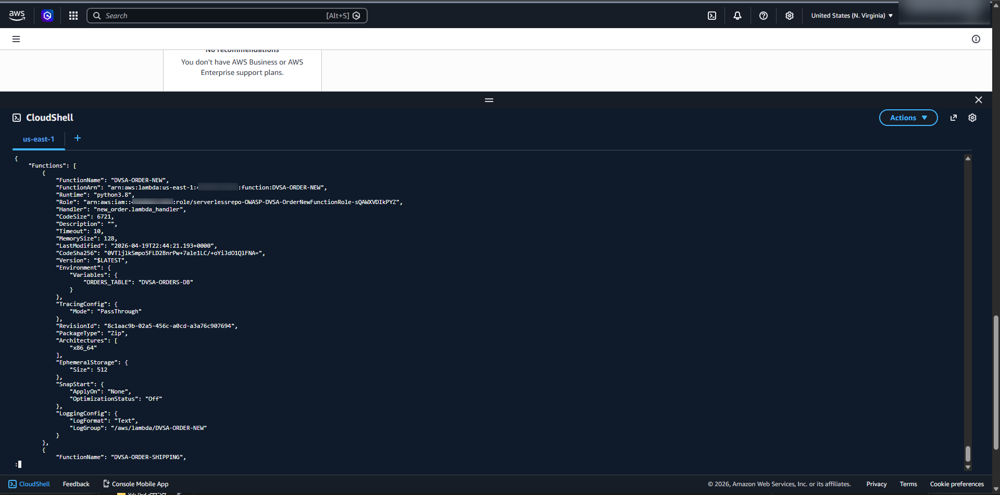 aws
Search [Alt+S]
United States (N. Virginia)
No recommendations
You don't have AWS Business or AWS
Enterprise support plans.
CloudShell
Actions
us-east-1 +
{
"Functions": [
{
"FunctionName": "DVSA-ORDER-NEW",
"FunctionArn": "arn:aws:lambda:us-east-1: :function:DVSA-ORDER-NEW",
"Runtime": "python3.8",
"Role": "arn:aws:iam:: :role/serverlessrepo-OWASP-DVSA-OrderNewFunctionRole-sQAWXVDIkPYZ",
"Handler": "new_order.lambda_handler",
"CodeSize": 6721,
"Description": "",
"Timeout": 10,
"MemorySize": 128,
"LastModified": "2026-04-19T22:44:21.193+0000",
"CodeSha256": "0VTljlkSmpo5FLD2BnrPw+7ale1LC/+oYiJdO1QlFNA=",
"Version": "$LATEST",
"Environment": {
"Variables": {
"ORDERS_TABLE": "DVSA-ORDERS-DB"
}
},
"TracingConfig": {
"Mode": "PassThrough"
},
"RevisionId": "8c1aac9b-02a5-456c-a0cd-a3a76c907694",
"PackageType": "Zip",
"Architectures": [
"x86_64"
],
"EphemeralStorage": {
"Size": 512
},
"SnapStart": {
"ApplyOn": "None",
"OptimizationStatus": "Off"
},
"LoggingConfig": {
"LogFormat": "Text",
"LogGroup": "/aws/lambda/DVSA-ORDER-NEW"
}
},
{
"FunctionName": "DVSA-ORDER-SHIPPING",
:
CloudShell Feedback Console Mobile App © 2026, Amazon Web Services, Inc. or its affiliates. Privacy Terms Cookie preferences